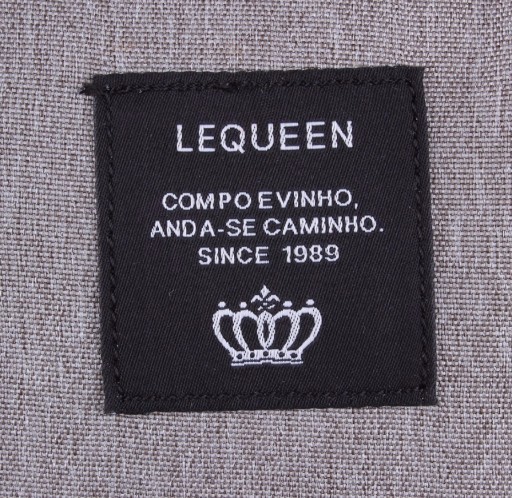 LEQUEEN
COMPO EVINHO,
ANDA-SE CAMINHO.
SINCE 1989